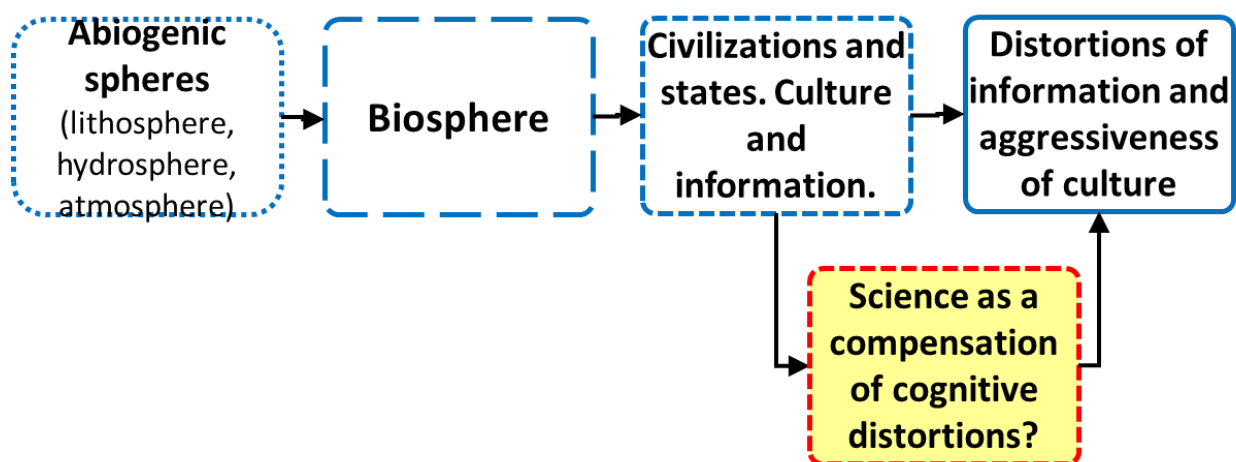 Abiogenic
spheres
(lithosphere,
hydrosphere,
atmosphere)
Biosphere
Civilizations and
states. Culture
and
information.
Distortions of
information and
aggressiveness
of culture
Science as a
compensation
of cognitive
distortions?